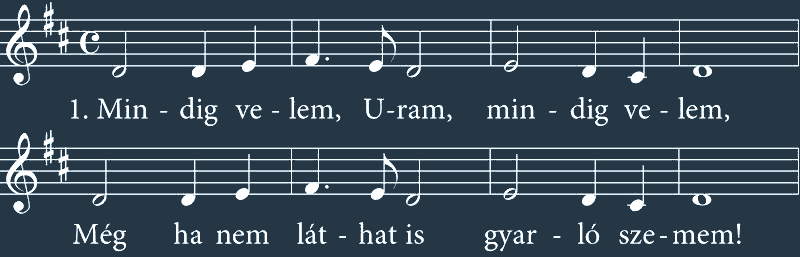 1. Min - dig ve - lem, U-ram, min - dig ve - lem,
Még ha nem lát - hat is gyar - ló sze-mem!